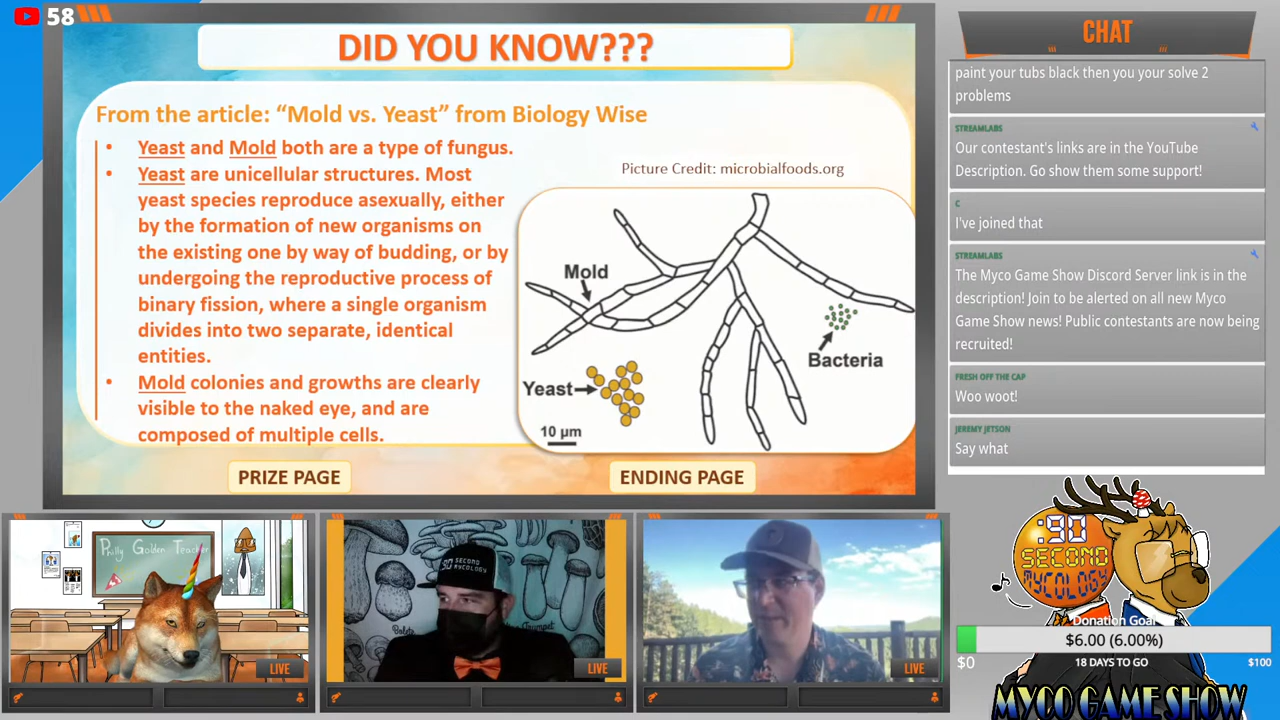 58
DID YOU KNOW???
From the article: “Mold vs. Yeast” from Biology Wise
• Yeast and Mold both are a type of fungus.
• Yeast are unicellular structures. Most
yeast species reproduce asexually, either
by the formation of new organisms on
the existing one by way of budding, or by
undergoing the reproductive process of
binary fission, where a single organism
divides into two separate, identical
entities.
• Mold colonies and growths are clearly
visible to the naked eye, and are
composed of multiple cells.
Picture Credit: microbialfoods.org
Mold
Bacteria
Yeast
10 µm
PRIZE PAGE
ENDING PAGE
CHAT
paint your tubs black then you your solve 2
problems
STREAMLABS
Our contestant's links are in the YouTube
Description. Go show them some support!
C
I've joined that
STREAMLABS
The Myco Game Show Discord Server link is in the
description! Join to be alerted on all new Myco
Game Show news! Public contestants are now being
recruited!
FRESH OFF THE CAP
Woo woot!
JEREMY JETSON
Say what
Philly Golden Teacher
LIVE
90 SECOND
MYCOLOGY
LIVE
LIVE
:90
SECOND
MYCOLOGY
Donation Goal
$6.00 (6.00%)
$0
18 DAYS TO GO
$100
MYCO GAME SHOW